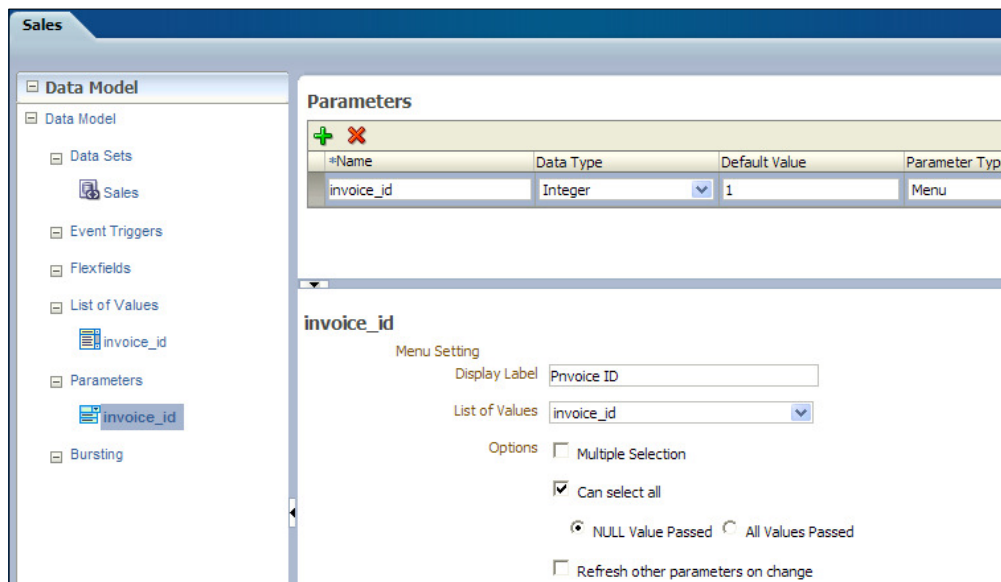 Sales
Data Model
Data Model
Data Sets
Sales
Event Triggers
Flexfields
List of Values
invoice_id
Parameters
invoice_id
Bursting
Parameters
*Name Data Type Default Value Parameter Typ
invoice_id Integer 1 Menu
invoice_id
Menu Setting
Display Label Pnvoice ID
List of Values invoice_id
Options Multiple Selection
Can select all
NULL Value Passed All Values Passed
Refresh other parameters on change